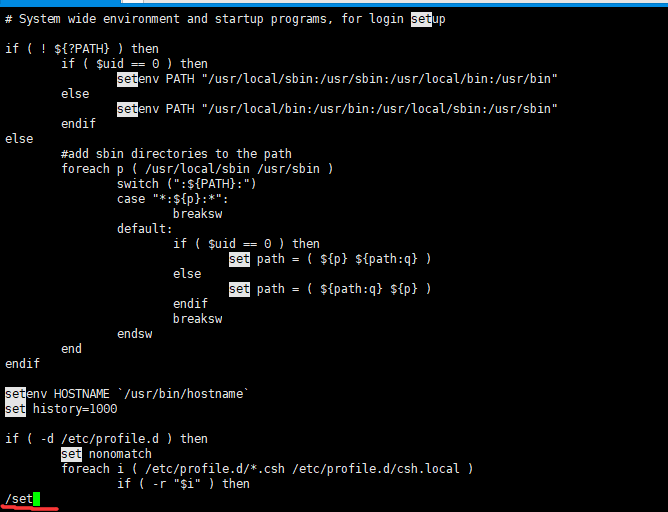 # System wide environment and startup programs, for login setup
if ( ! ${?PATH} ) then
if ( $uid == 0 ) then
setenv PATH "/usr/local/sbin:/usr/sbin:/usr/local/bin:/usr/bin"
else
setenv PATH "/usr/local/bin:/usr/bin:/usr/local/sbin:/usr/sbin"
endif
else
#add sbin directories to the path
foreach p ( /usr/local/sbin /usr/sbin )
switch (":${PATH}:")
case "*:${p}:*":
breaksw
default:
if ( $uid == 0 ) then
set path = ( ${p} ${path:q} )
else
set path = ( ${path:q} ${p} )
endif
breaksw
endsw
end
endif
setenv HOSTNAME `/usr/bin/hostname`
set history=1000
if ( -d /etc/profile.d ) then
set nonomatch
foreach i ( /etc/profile.d/*.csh /etc/profile.d/csh.local )
if ( -r "$i" ) then
/set